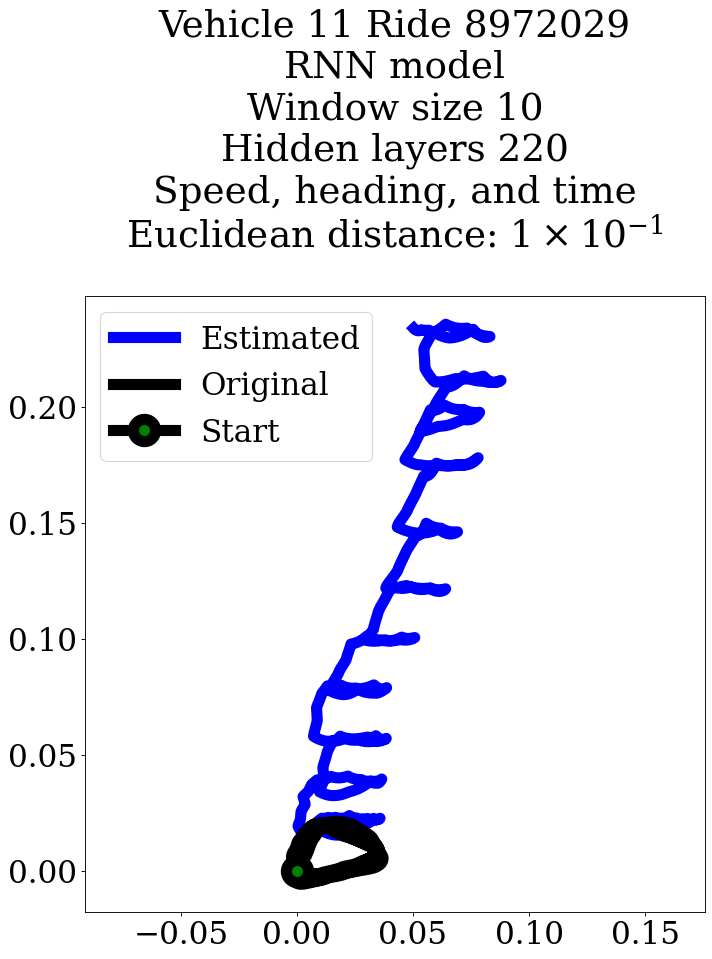 Vehicle 11 Ride 8972029
RNN model
Window size 10
Hidden layers 220
Speed, heading, and time
Euclidean distance: 1 × 10⁻¹
Estimated
Original
Start
0.20
0.15
0.10
0.05
0.00
−0.05 0.00 0.05 0.10 0.15